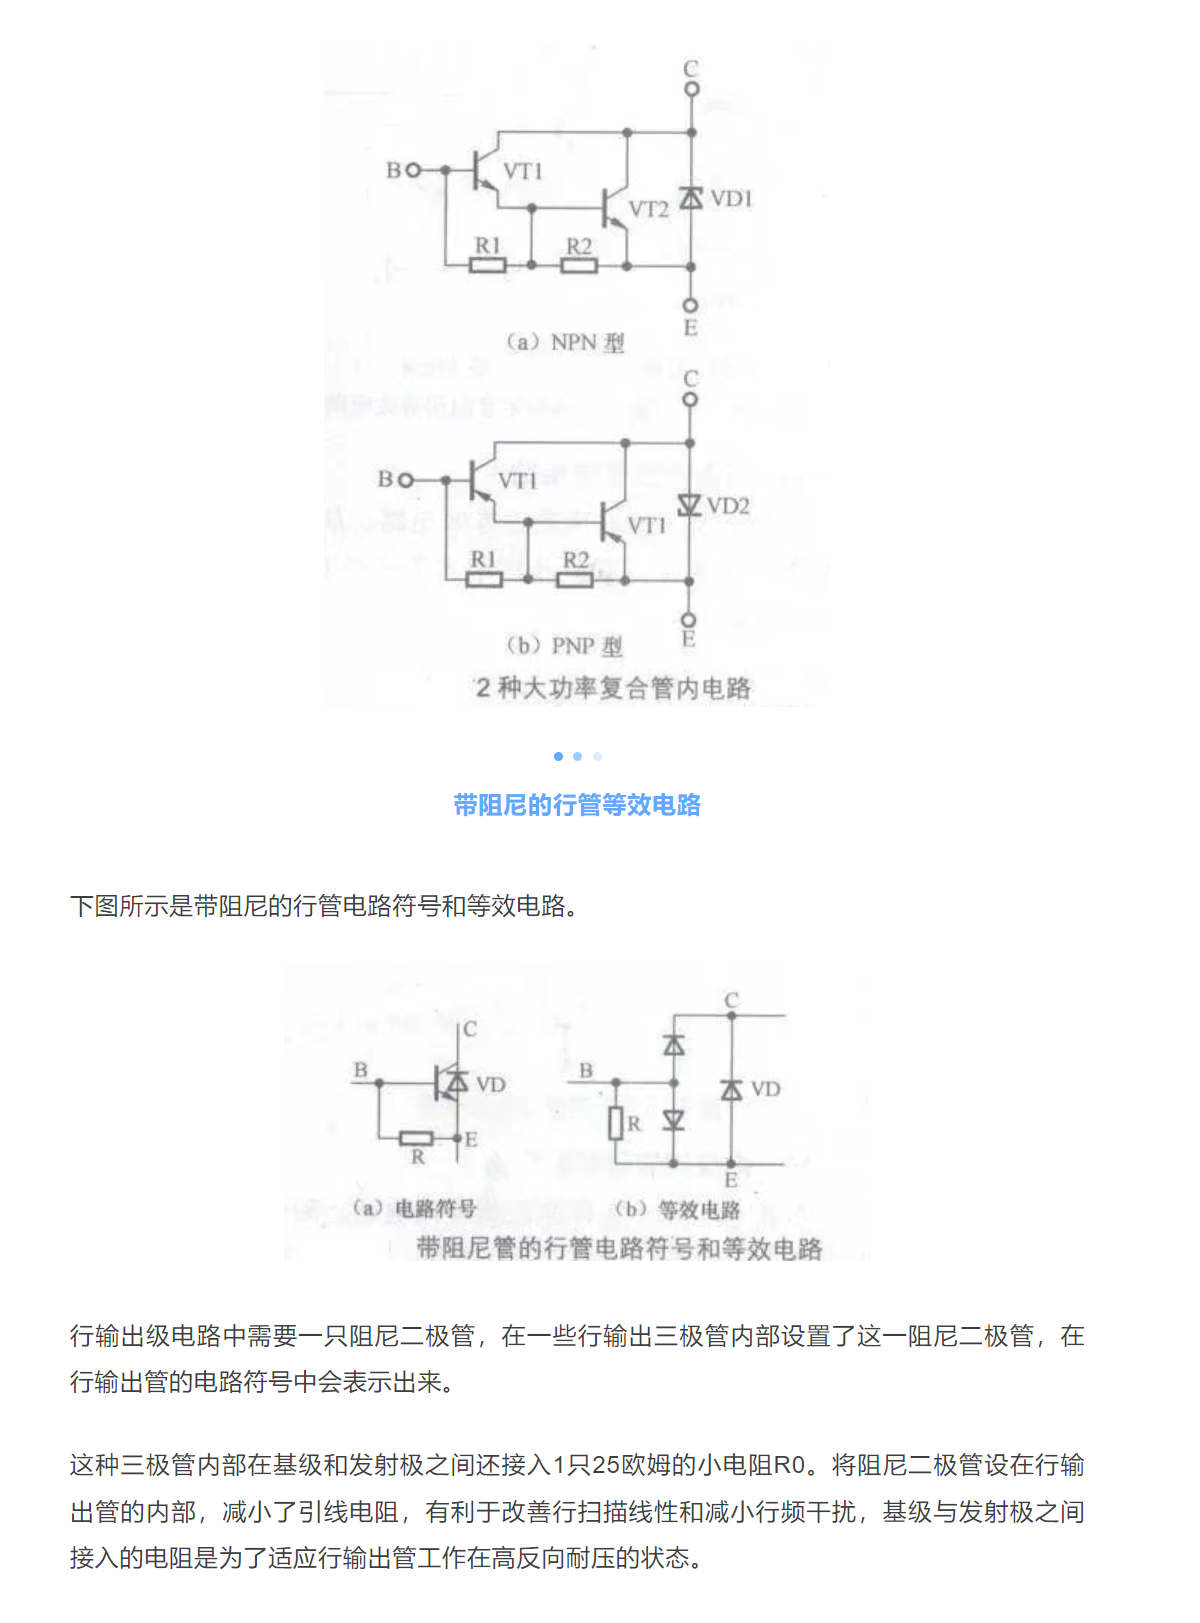 C
B
VT1
VT2
VD1
R1
R2
E
（a）NPN 型
C
B
VT1
VT1
VD2
R1
R2
E
（b）PNP 型
2 种大功率复合管内电路
带阻尼的行管等效电路
下图所示是带阻尼的行管电路符号和等效电路。
C
B
VD
E
R
C
B
VD
R
E
（a）电路符号
（b）等效电路
带阻尼管的行管电路符号和等效电路
行输出级电路中需要一只阻尼二极管，在一些行输出三极管内部设置了这一阻尼二极管，在
行输出管的电路符号中会表示出来。
这种三极管内部在基级和发射极之间还接入1只25欧姆的小电阻R0。将阻尼二极管设在行输
出管的内部，减小了引线电阻，有利于改善行扫描线性和减小行频干扰，基级与发射极之间
接入的电阻是为了适应行输出管工作在高反向耐压的状态。